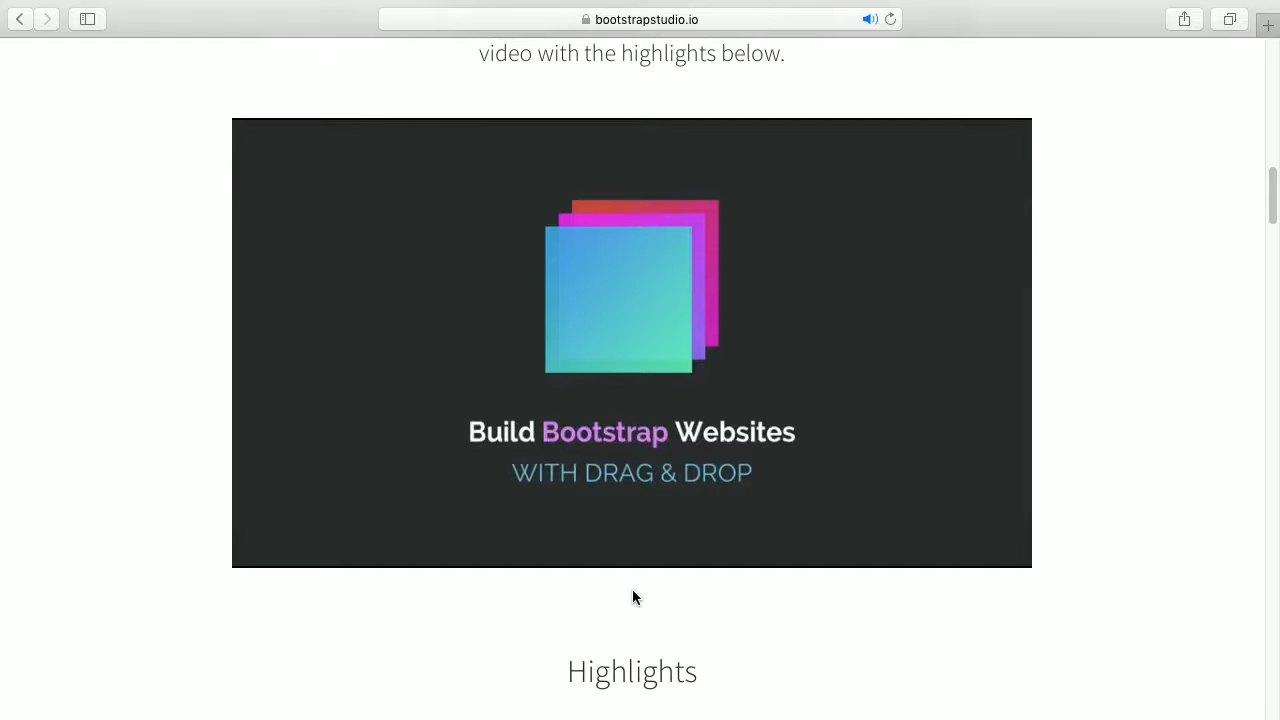 bootstrapstudio.io
video with the highlights below.
Build Bootstrap Websites
WITH DRAG & DROP
Highlights